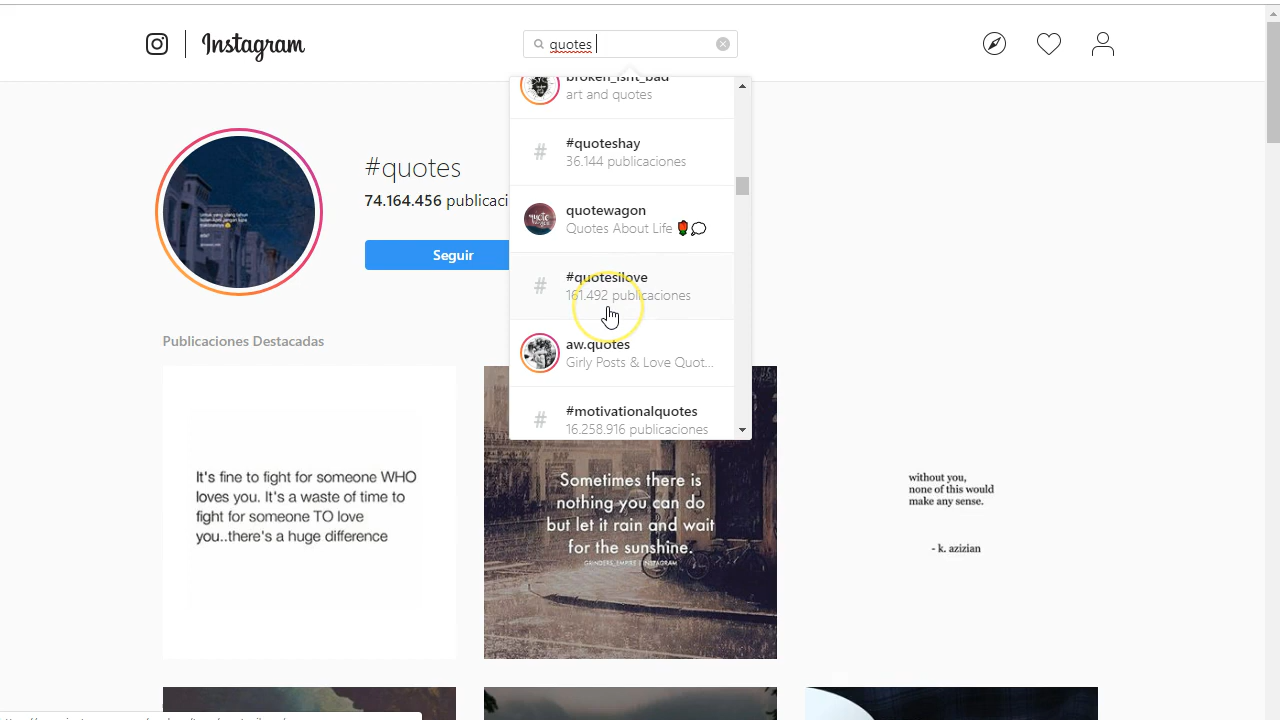 Instagram
quotes
broken_isnt_bad
art and quotes
#quoteshay
36.144 publicaciones
quotewagon
Quotes About Life
#quotesilove
161.492 publicaciones
aw.quotes
Girly Posts & Love Quot...
#motivationalquotes
16.258.916 publicaciones
#quotes
74.164.456 publicaci
Seguir
Publicaciones Destacadas
It's fine to fight for someone WHO
loves you. It's a waste of time to
fight for someone TO love
you..there's a huge difference
Sometimes there is
nothing you can do
but let it rain and wait
for the sunshine.
GRINDERS_EMPIRE | INSTAGRAM
without you,
none of this would
make any sense.
- k. azizian